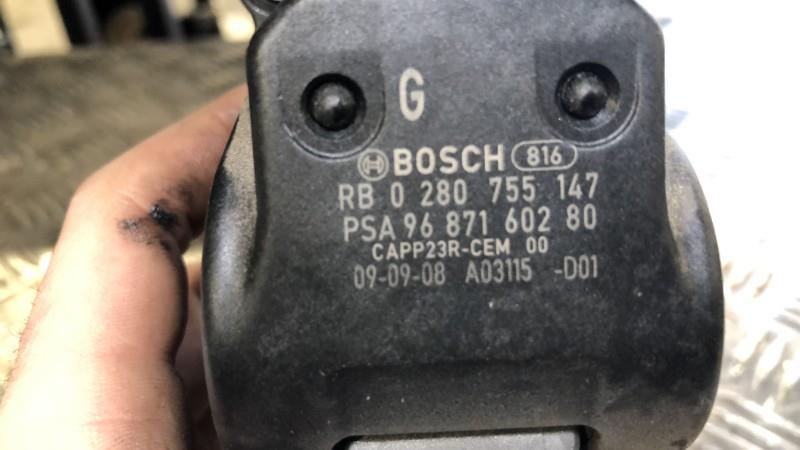 G
BOSCH 816
RB 0 280 755 147
PSA 96 871 602 80
CAPP23R-CEM 00
09-09-08 A03115 -D01